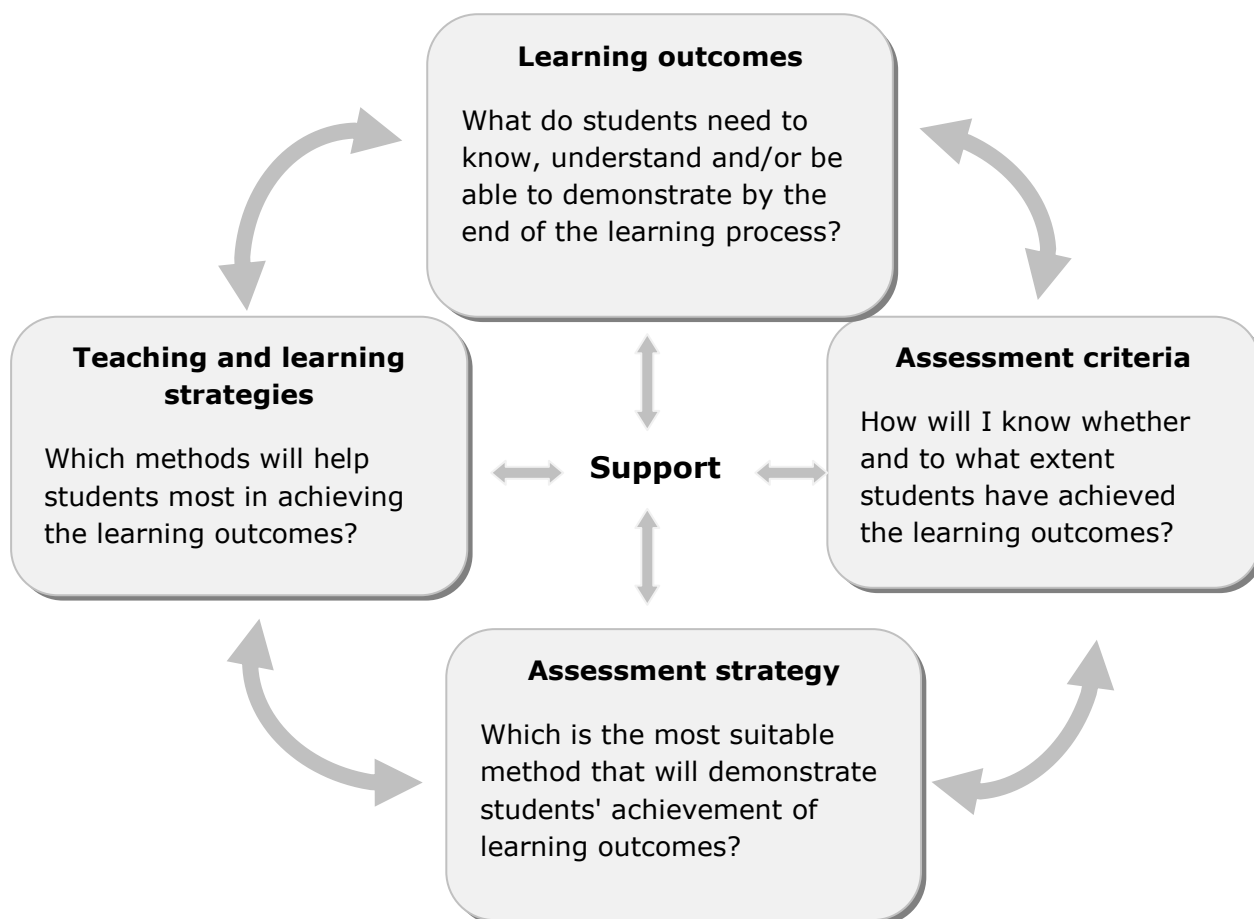 Learning outcomes
What do students need to
know, understand and/or be
able to demonstrate by the
end of the learning process?
Teaching and learning
strategies
Which methods will help
students most in achieving
the learning outcomes?
Support
Assessment criteria
How will I know whether
and to what extent
students have achieved
the learning outcomes?
Assessment strategy
Which is the most suitable
method that will demonstrate
students' achievement of
learning outcomes?